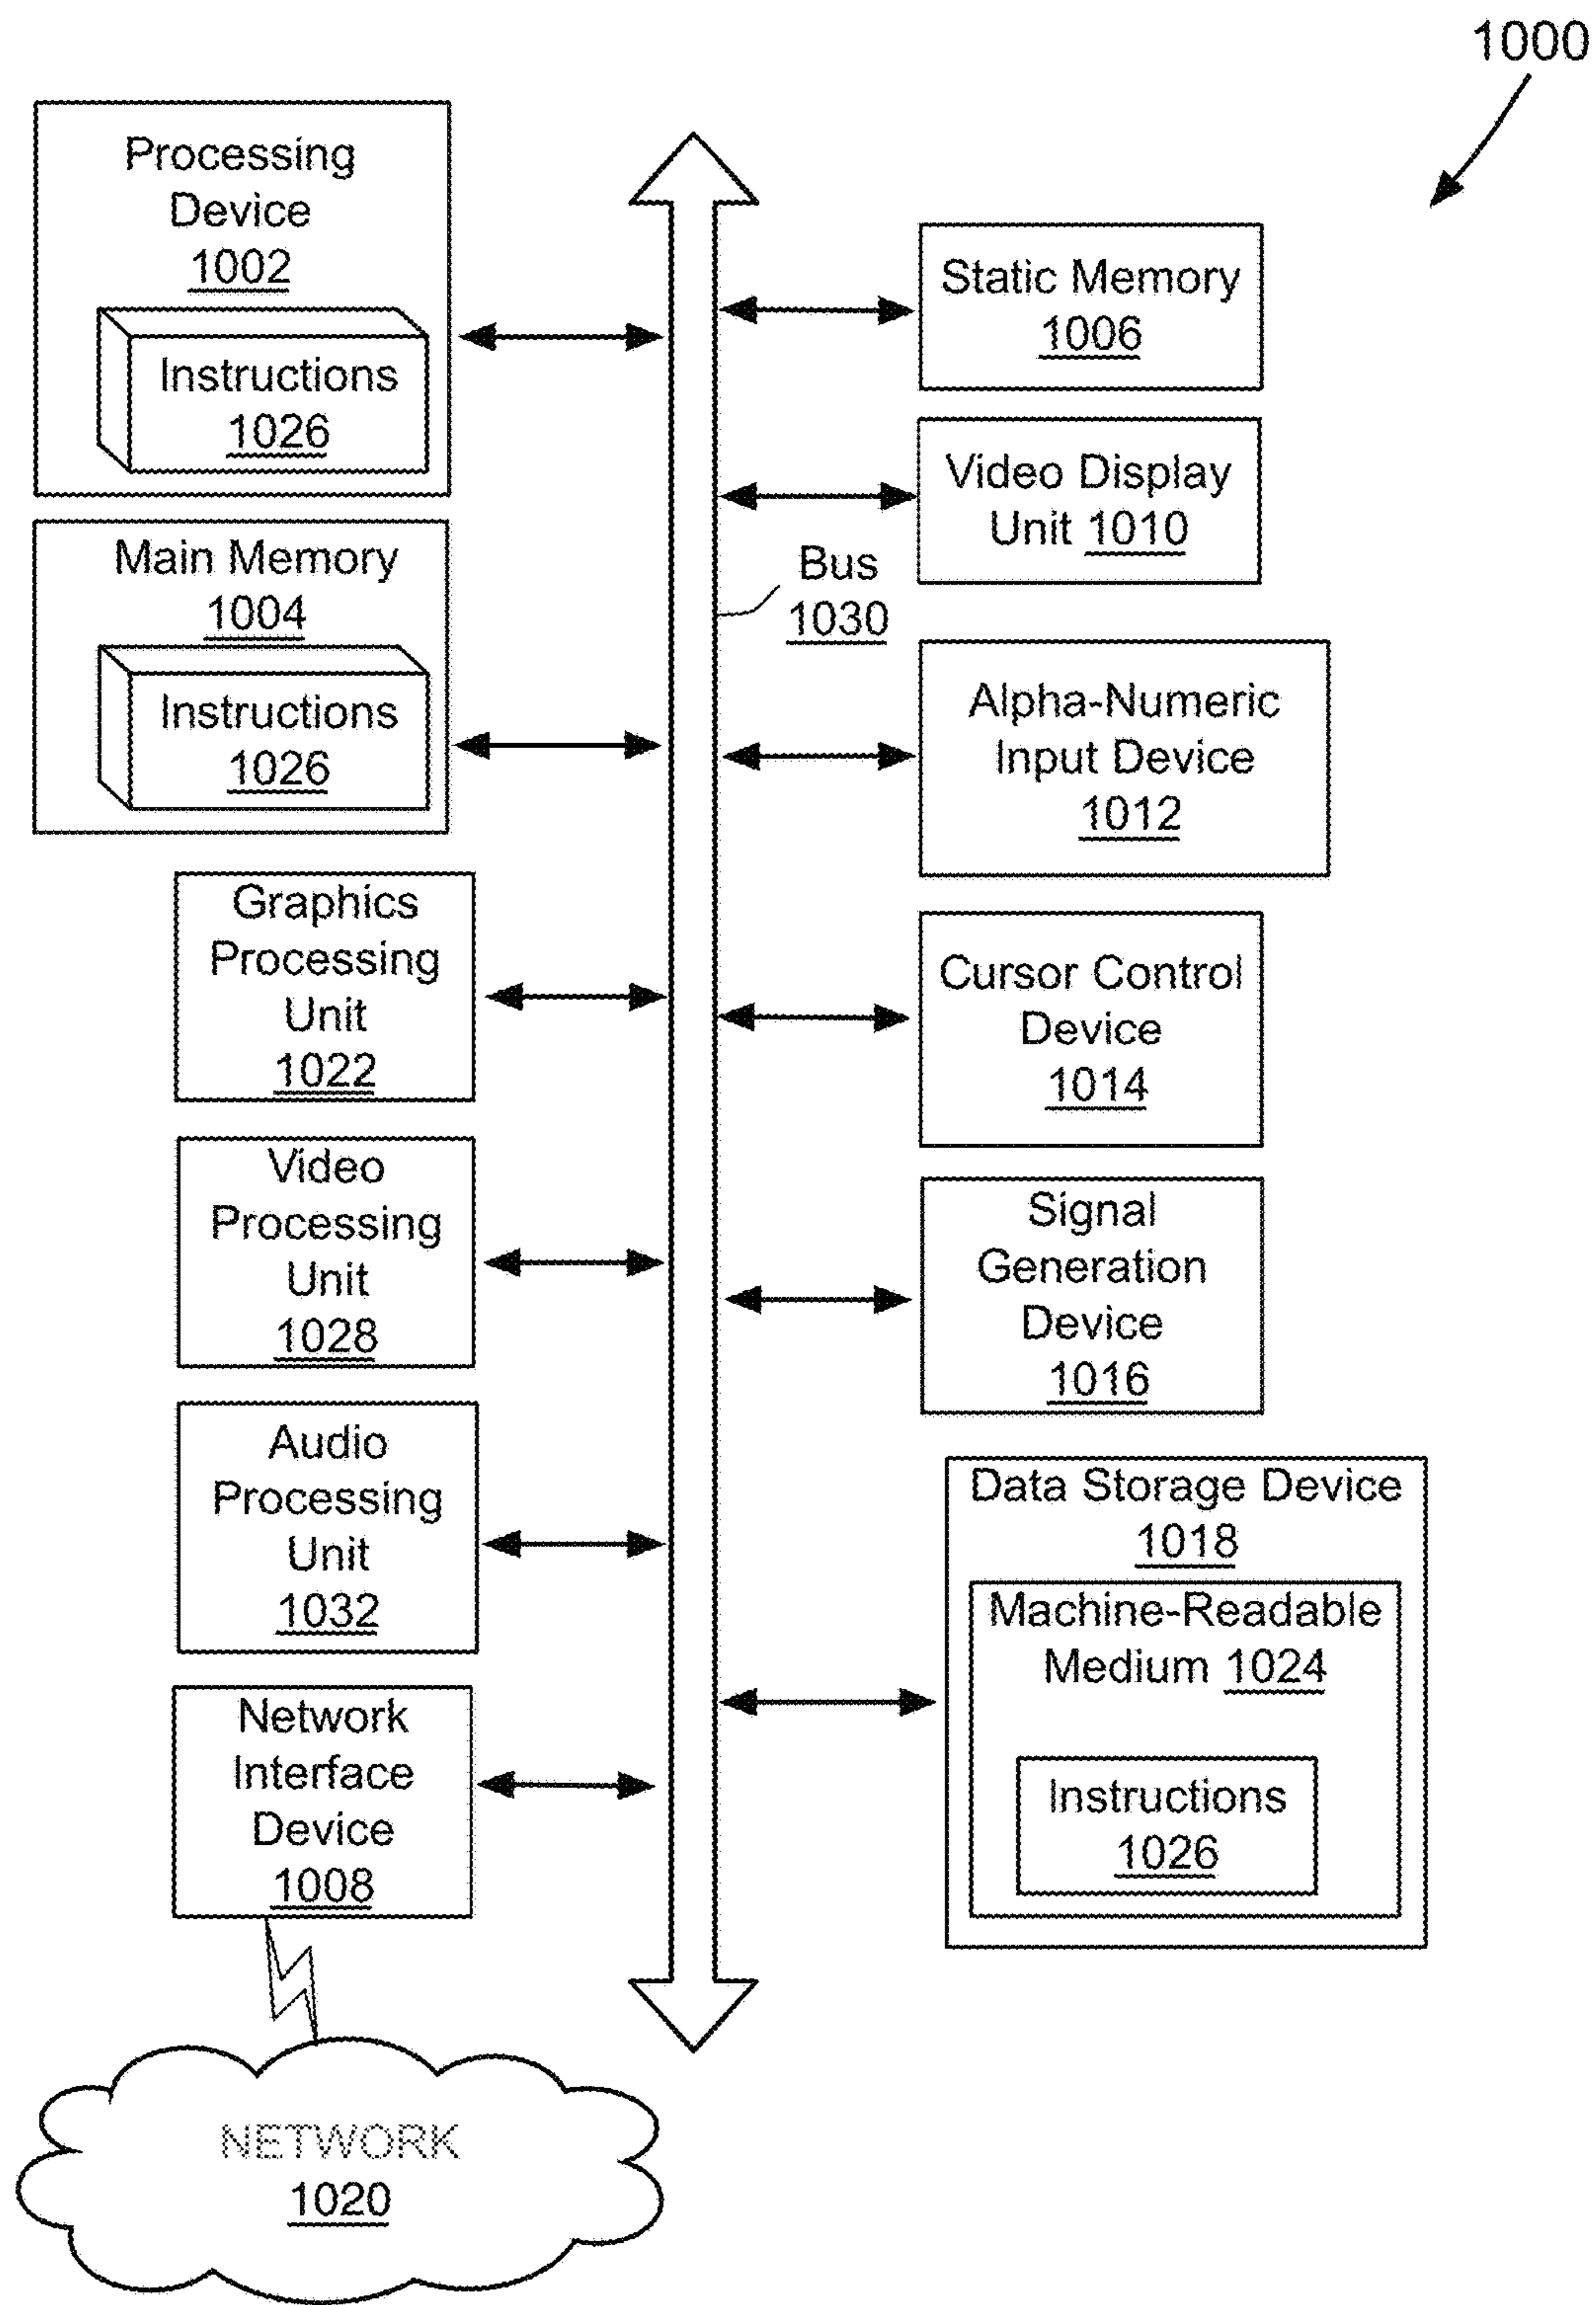 1000
Processing
Device
1002
Instructions
1026
Main Memory
1004
Instructions
1026
Graphics
Processing
Unit
1022
Video
Processing
Unit
1028
Audio
Processing
Unit
1032
Network
Interface
Device
1008
NETWORK
1020
Bus
1030
Static Memory
1006
Video Display
Unit 1010
Alpha-Numeric
Input Device
1012
Cursor Control
Device
1014
Signal
Generation
Device
1016
Data Storage Device
1018
Machine-Readable
Medium 1024
Instructions
1026